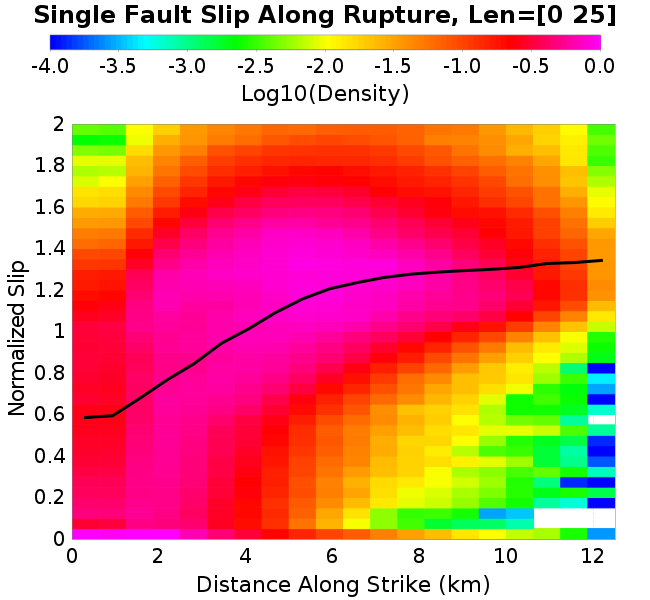 Single Fault Slip Along Rupture, Len=[0 25]
-4.0 -3.5 -3.0 -2.5 -2.0 -1.5 -1.0 -0.5 0.0
Log10(Density)
Normalized Slip
2
1.8
1.6
1.4
1.2
1
0.8
0.6
0.4
0.2
0
0 2 4 6 8 10 12
Distance Along Strike (km)